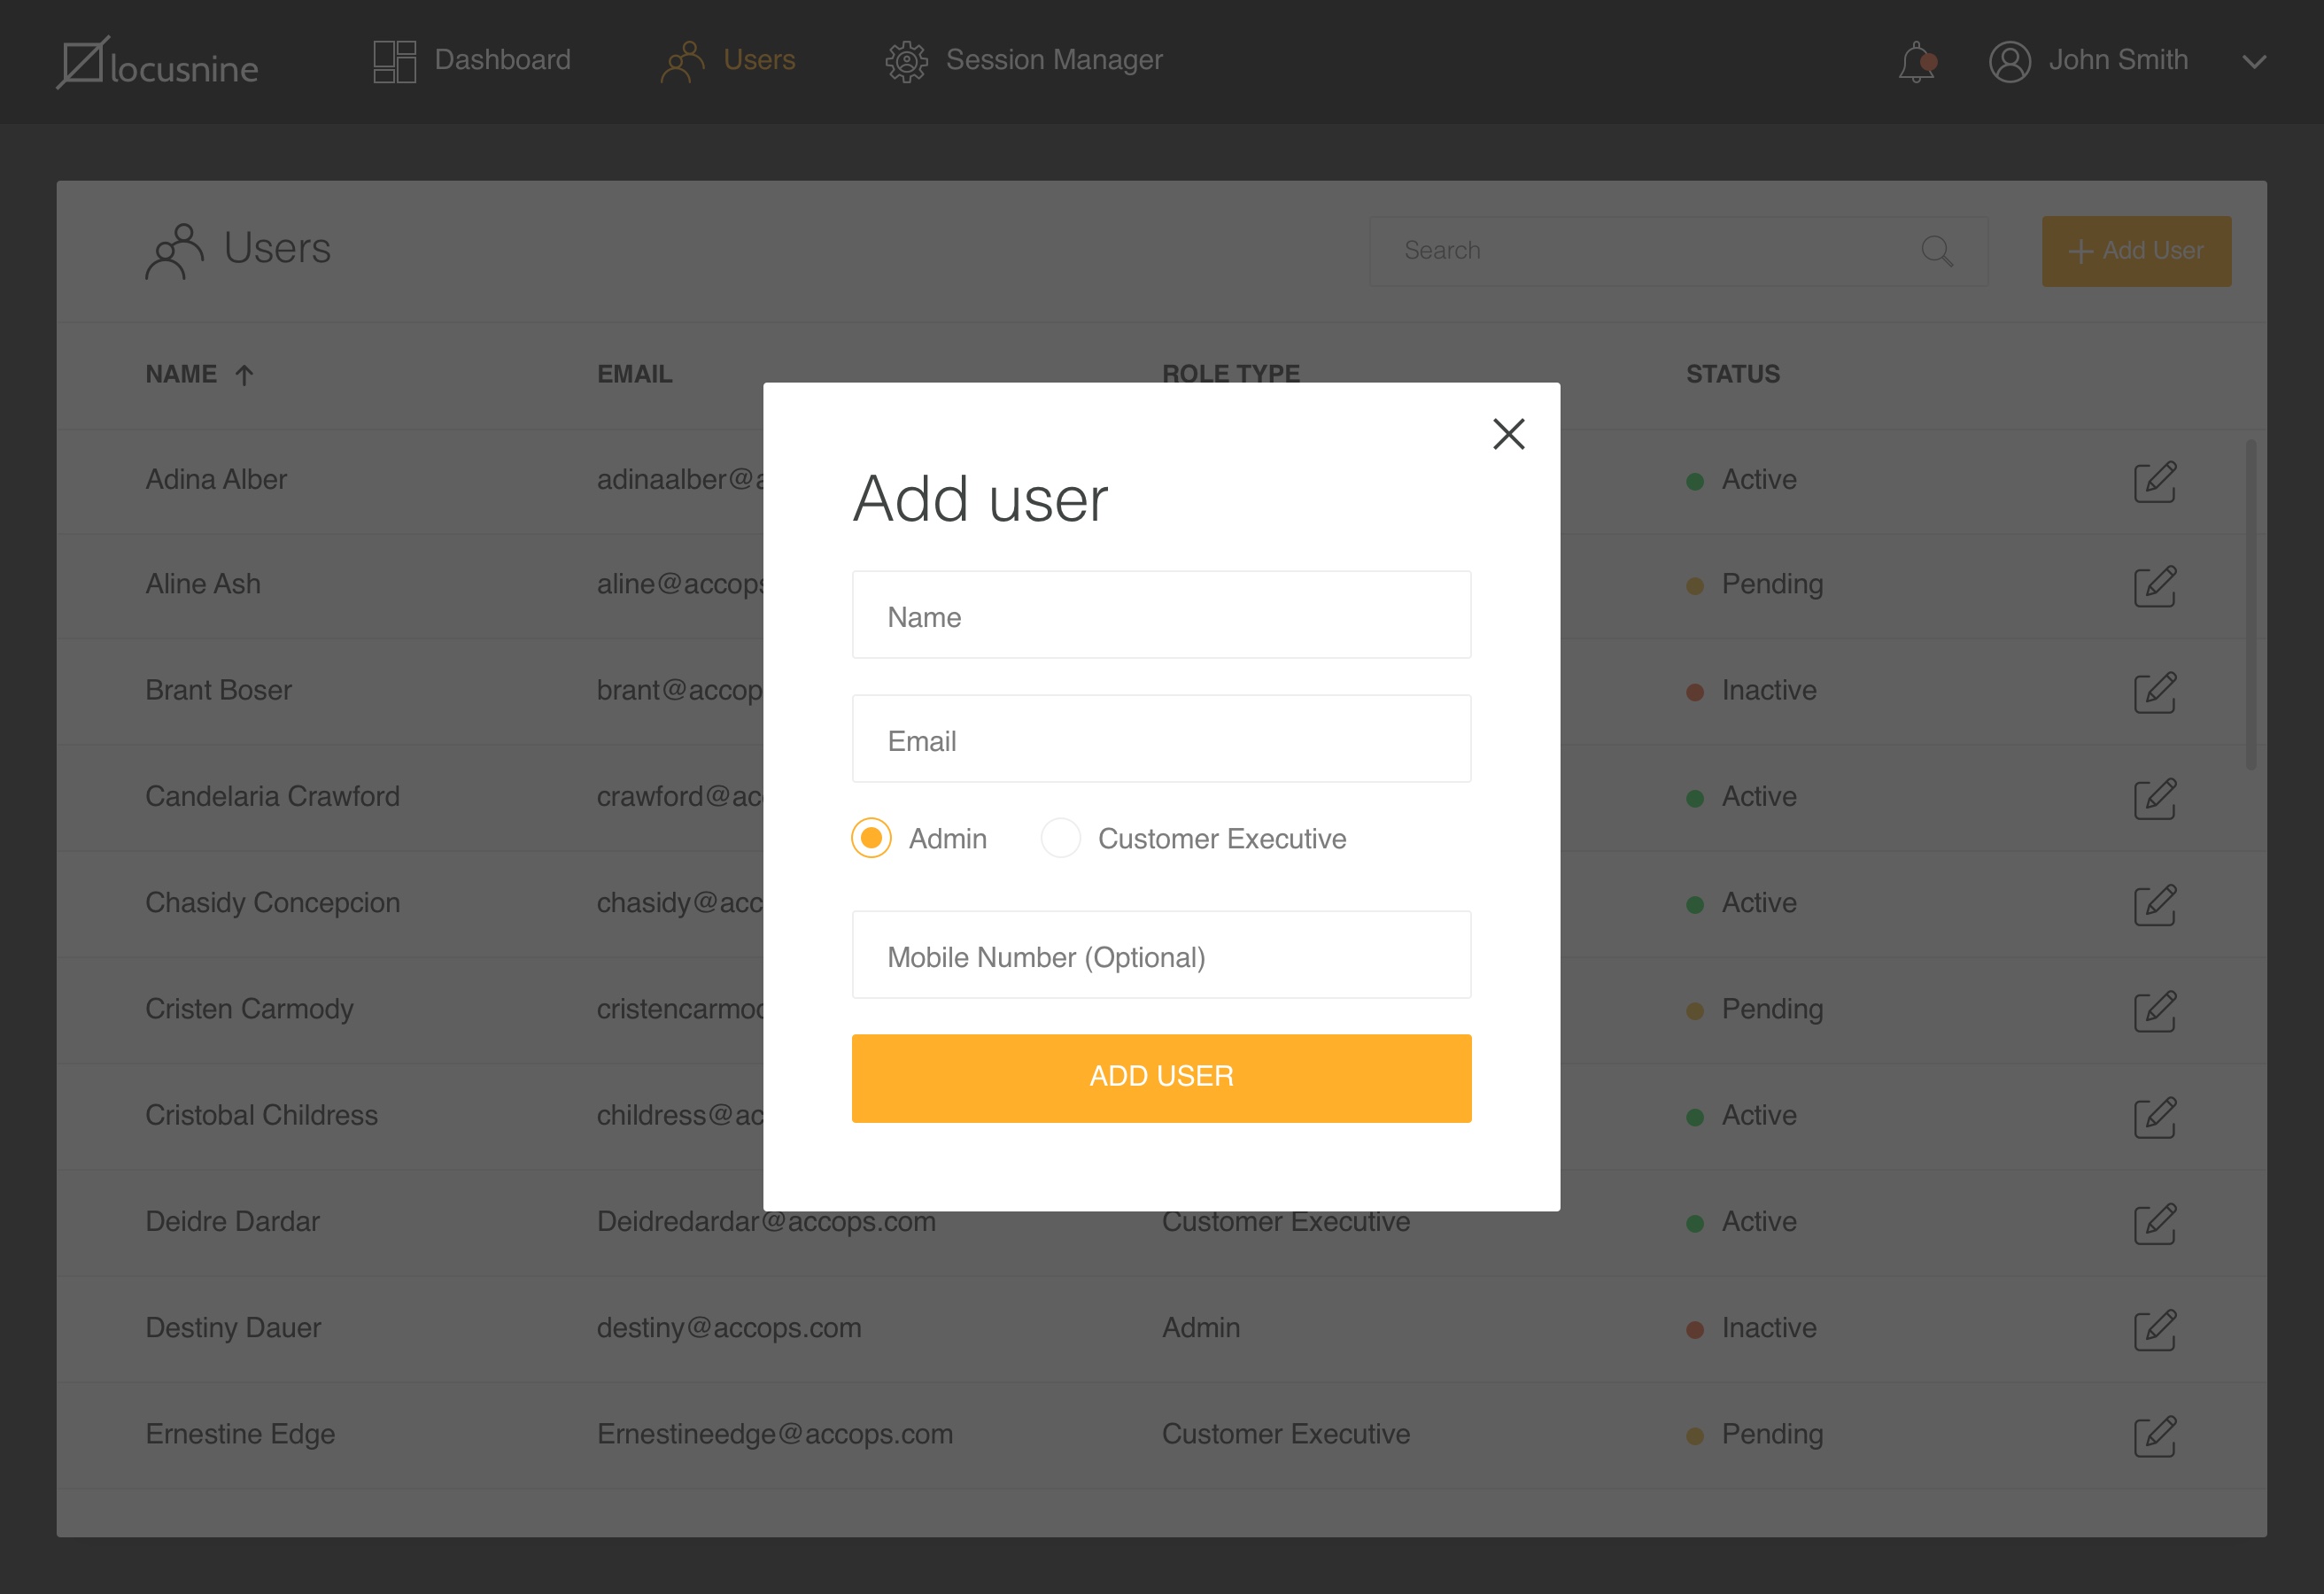 locusnine Dashboard Users Session Manager John Smith
Users Search Add User
NAME EMAIL ROLE TYPE STATUS
Add user
Name
Email
Admin Customer Executive
Mobile Number (Optional)
ADD USER
Adina Alber adinaalber@ Active
Aline Ash aline@accops Pending
Brant Boser brant@accop Inactive
Candelaria Crawford crawford@ac Active
Chasidy Concepcion chasidy@acc Active
Cristen Carmody cristencarmod Pending
Cristobal Childress childress@ac Active
Deidre Dardar Deidredardar@accops.com Customer Executive Active
Destiny Dauer destiny@accops.com Admin Inactive
Ernestine Edge Ernestineedge@accops.com Customer Executive Pending